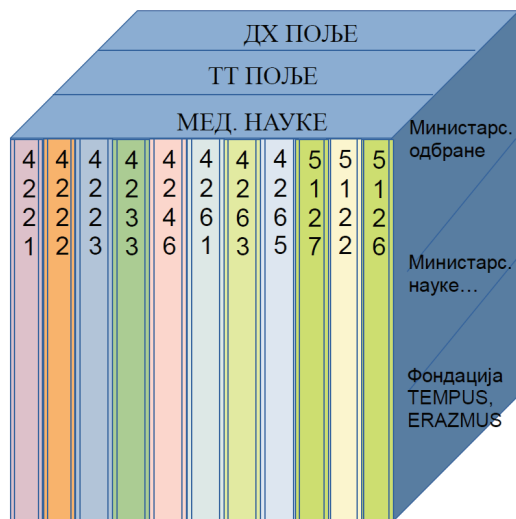 ДХ ПОЉЕ
ТТ ПОЉЕ
МЕД. НАУКЕ
4221
4222
4223
4233
4246
4261
4263
4265
5127
5122
5126
Министарс.
одбране
Министарс.
науке...
Фондација
TEMPUS,
ERAZMUS